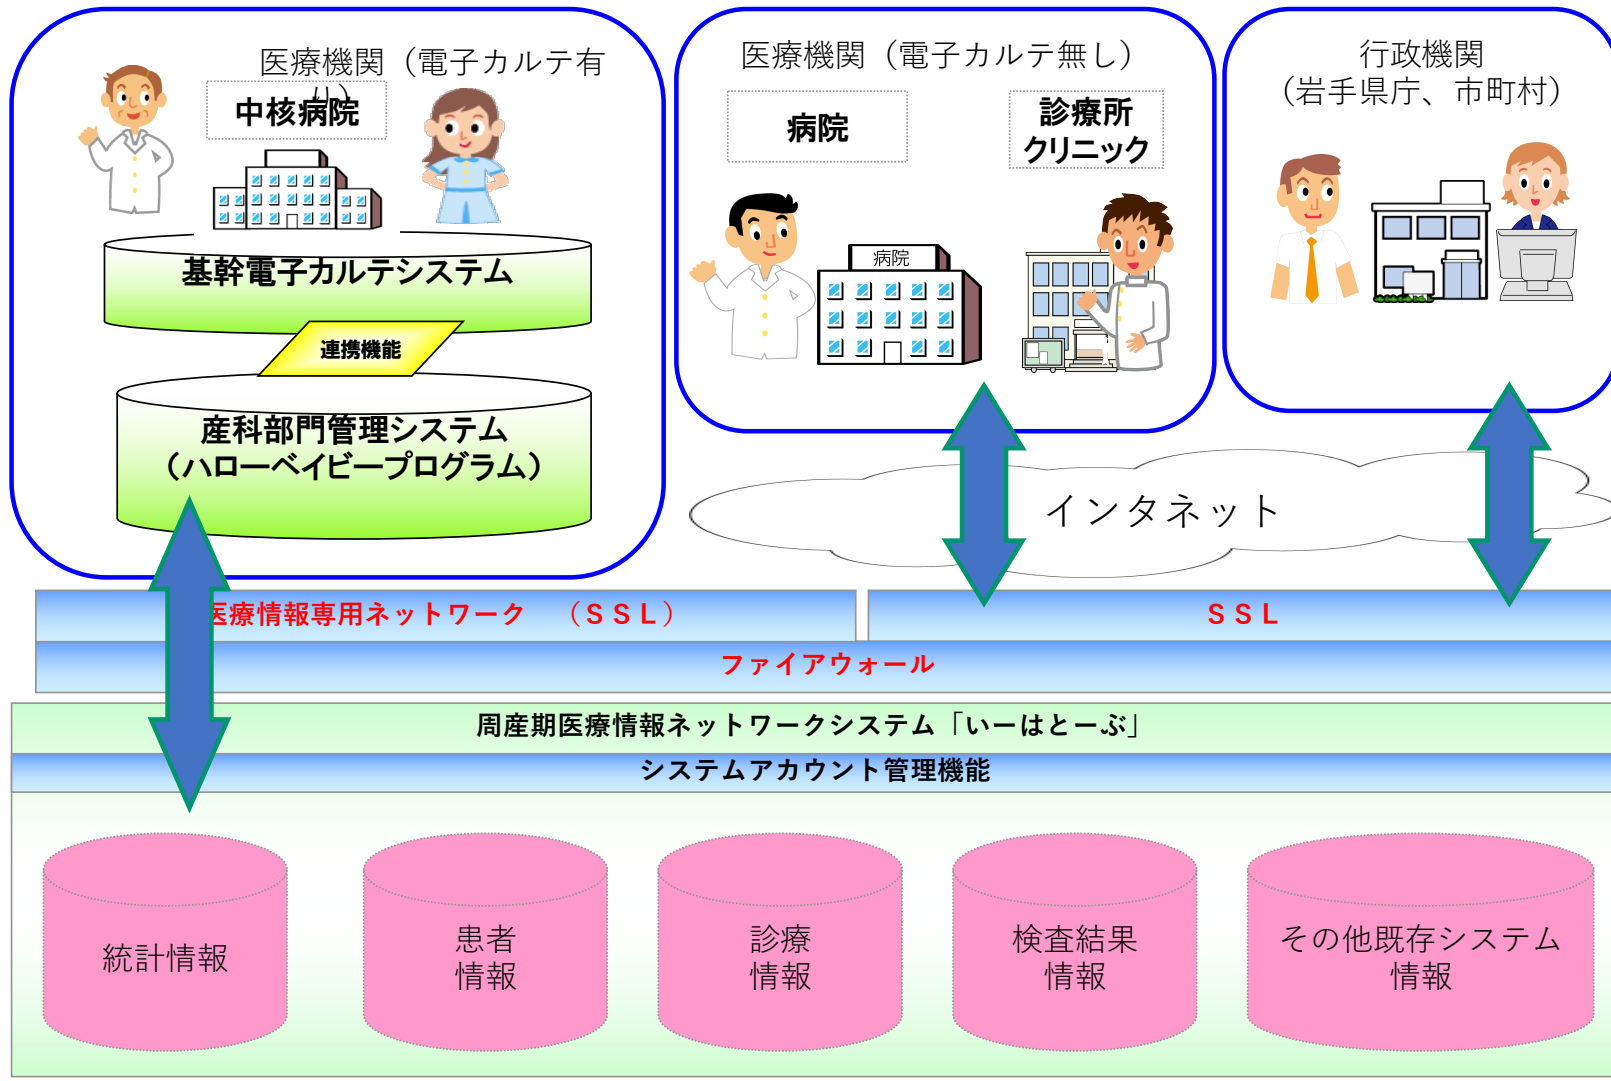 医療機関（電子カルテ有
り）
中核病院
基幹電子カルテシステム
連携機能
産科部門管理システム
（ハローベイビープログラム）
医療機関（電子カルテ無し）
病院
診療所
クリニック
病院
行政機関
（岩手県庁、市町村）
インタネット
医療情報専用ネットワーク　（ＳＳＬ）
ＳＳＬ
ファイアウォール
周産期医療情報ネットワークシステム「いーはとーぶ」
システムアカウント管理機能
統計情報
患者
情報
診療
情報
検査結果
情報
その他既存システム
情報